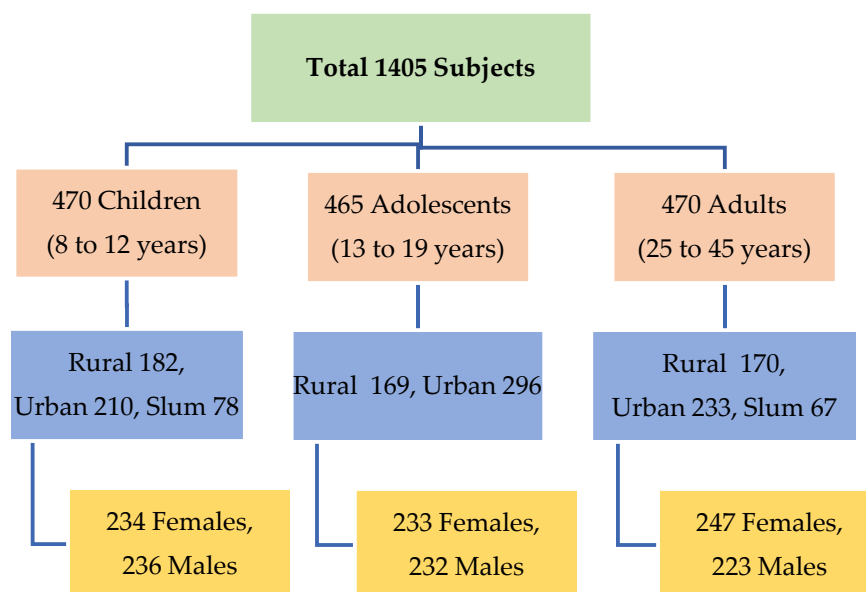 Total 1405 Subjects
470 Children
(8 to 12 years)
465 Adolescents
(13 to 19 years)
470 Adults
(25 to 45 years)
Rural 182,
Urban 210, Slum 78
Rural  169, Urban 296
Rural  170,
Urban 233, Slum 67
234 Females,
236 Males
233 Females,
232 Males
247 Females,
223 Males